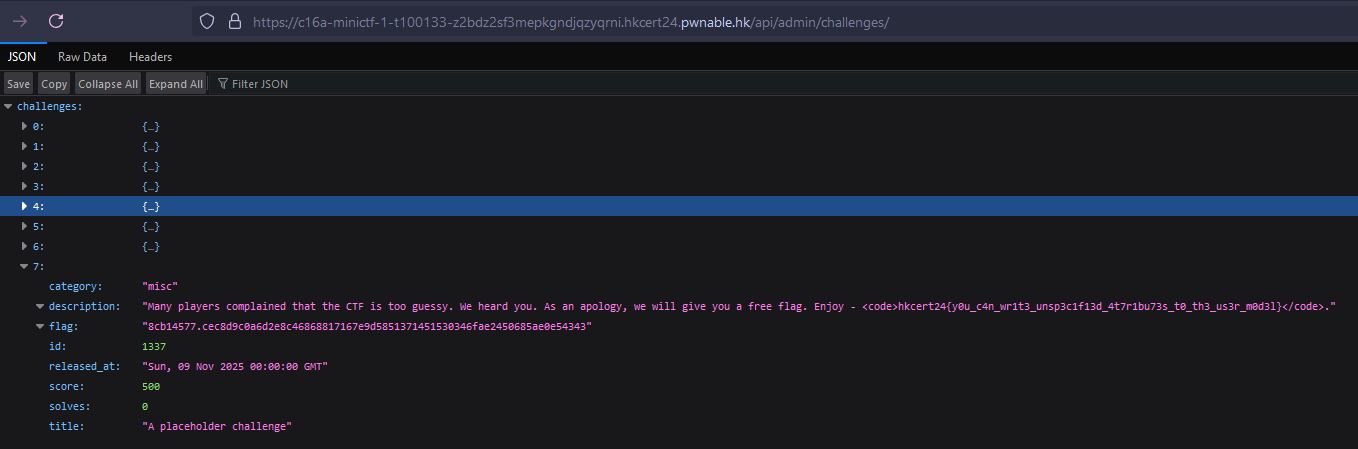 https://c16a-minictf-1-t100133-z2bdz2sf3mepkgndjqzyqrni.hkcert24.pwnable.hk/api/admin/challenges/
JSON Raw Data Headers
Save Copy Collapse All Expand All Filter JSON
challenges:
0: {…}
1: {…}
2: {…}
3: {…}
4: {…}
5: {…}
6: {…}
7:
category: "misc"
description: "Many players complained that the CTF is too guessy. We heard you. As an apology, we will give you a free flag. Enjoy - <code>hkcert24{y0u_c4n_wr1t3_unsp3c1f13d_4t7r1bu73s_t0_th3_us3r_m0d3l}</code>."
flag: "8cb14577.cec8d9c0a6d2e8c46868817167e9d5851371451530346fae2450685ae0e54343"
id: 1337
released_at: "Sun, 09 Nov 2025 00:00:00 GMT"
score: 500
solves: 0
title: "A placeholder challenge"